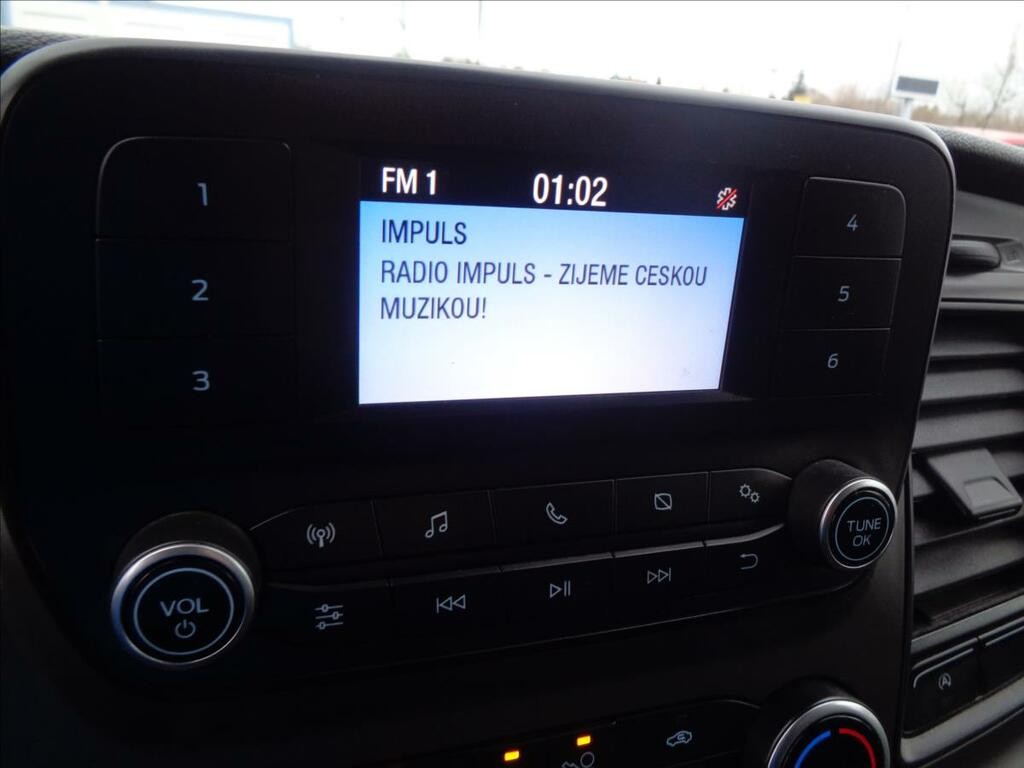 FM 1 01:02
IMPULS
RADIO IMPULS - ZIJEME CESKOU
MUZIKOU!
1
2
3
4
5
6
VOL
TUNE
OK